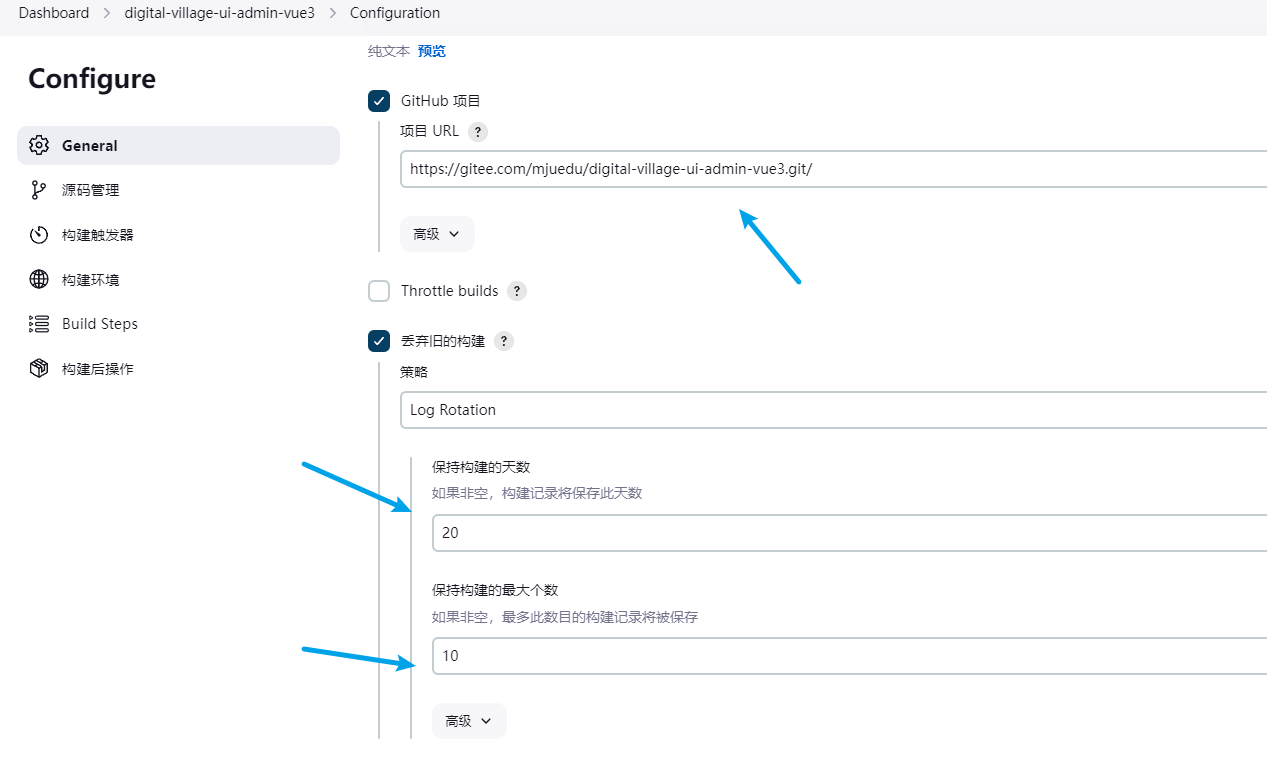 Dashboard > digital-village-ui-admin-vue3 > Configuration
纯文本 预览
Configure
General
源码管理
构建触发器
构建环境
Build Steps
构建后操作
GitHub 项目
项目 URL ?
https://gitee.com/mjuedu/digital-village-ui-admin-vue3.git/
高级
Throttle builds ?
丢弃旧的构建 ?
策略
Log Rotation
保持构建的天数
如果非空，构建记录将保存此天数
20
保持构建的最大个数
如果非空，最多此数目的构建记录将被保存
10
高级